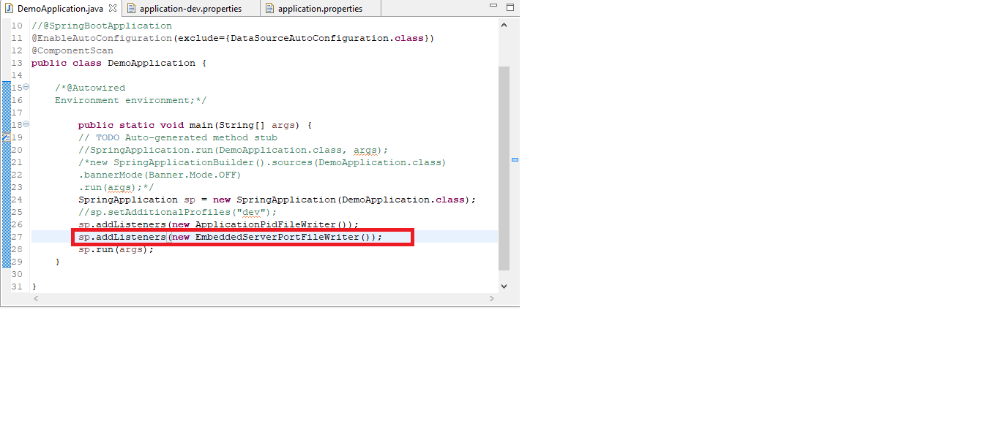 DemoApplication.java application-dev.properties application.properties
10 //@SpringBootApplication
11 @EnableAutoConfiguration(exclude={DataSourceAutoConfiguration.class})
12 @ComponentScan
13 public class DemoApplication {
14
15 /*@Autowired
16 Environment environment;*/
17
18 public static void main(String[] args) {
19 // TODO Auto-generated method stub
20 //SpringApplication.run(DemoApplication.class, args);
21 /*new SpringApplicationBuilder().sources(DemoApplication.class)
22 .bannerMode(Banner.Mode.OFF)
23 .run(args);*/
24 SpringApplication sp = new SpringApplication(DemoApplication.class);
25 //sp.setAdditionalProfiles("dev");
26 sp.addListeners(new ApplicationPidFileWriter());
27 sp.addListeners(new EmbeddedServerPortFileWriter());
28 sp.run(args);
29 }
30
31 }